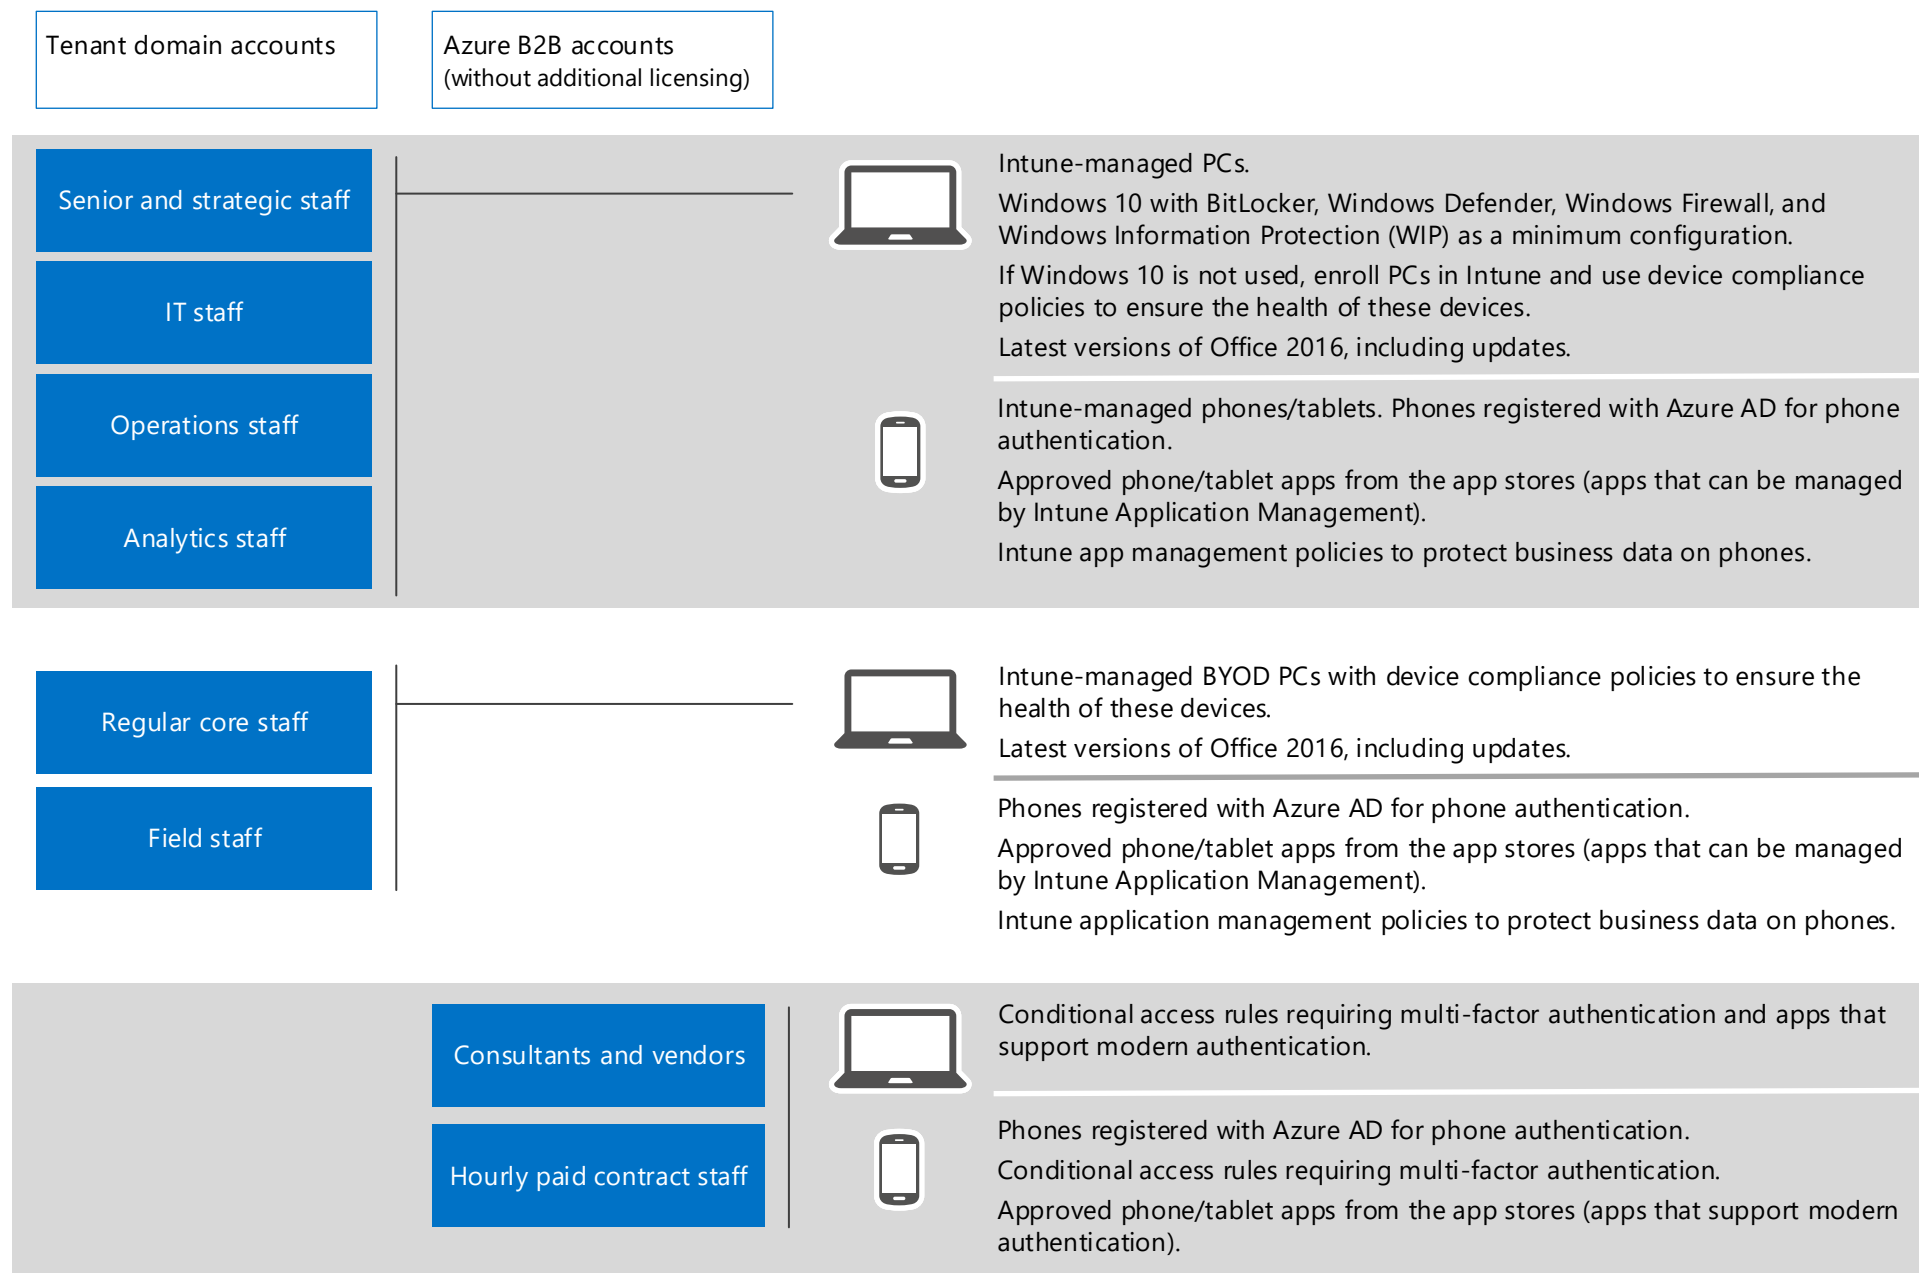 Tenant domain accounts
Azure B2B accounts
(without additional licensing)
Senior and strategic staff
IT staff
Operations staff
Analytics staff
Intune-managed PCs.
Windows 10 with BitLocker, Windows Defender, Windows Firewall, and
Windows Information Protection (WIP) as a minimum configuration.
If Windows 10 is not used, enroll PCs in Intune and use device compliance
policies to ensure the health of these devices.
Latest versions of Office 2016, including updates.
Intune-managed phones/tablets. Phones registered with Azure AD for phone
authentication.
Approved phone/tablet apps from the app stores (apps that can be managed
by Intune Application Management).
Intune app management policies to protect business data on phones.
Regular core staff
Field staff
Intune-managed BYOD PCs with device compliance policies to ensure the
health of these devices.
Latest versions of Office 2016, including updates.
Phones registered with Azure AD for phone authentication.
Approved phone/tablet apps from the app stores (apps that can be managed
by Intune Application Management).
Intune application management policies to protect business data on phones.
Consultants and vendors
Hourly paid contract staff
Conditional access rules requiring multi-factor authentication and apps that
support modern authentication.
Phones registered with Azure AD for phone authentication.
Conditional access rules requiring multi-factor authentication.
Approved phone/tablet apps from the app stores (apps that support modern
authentication).